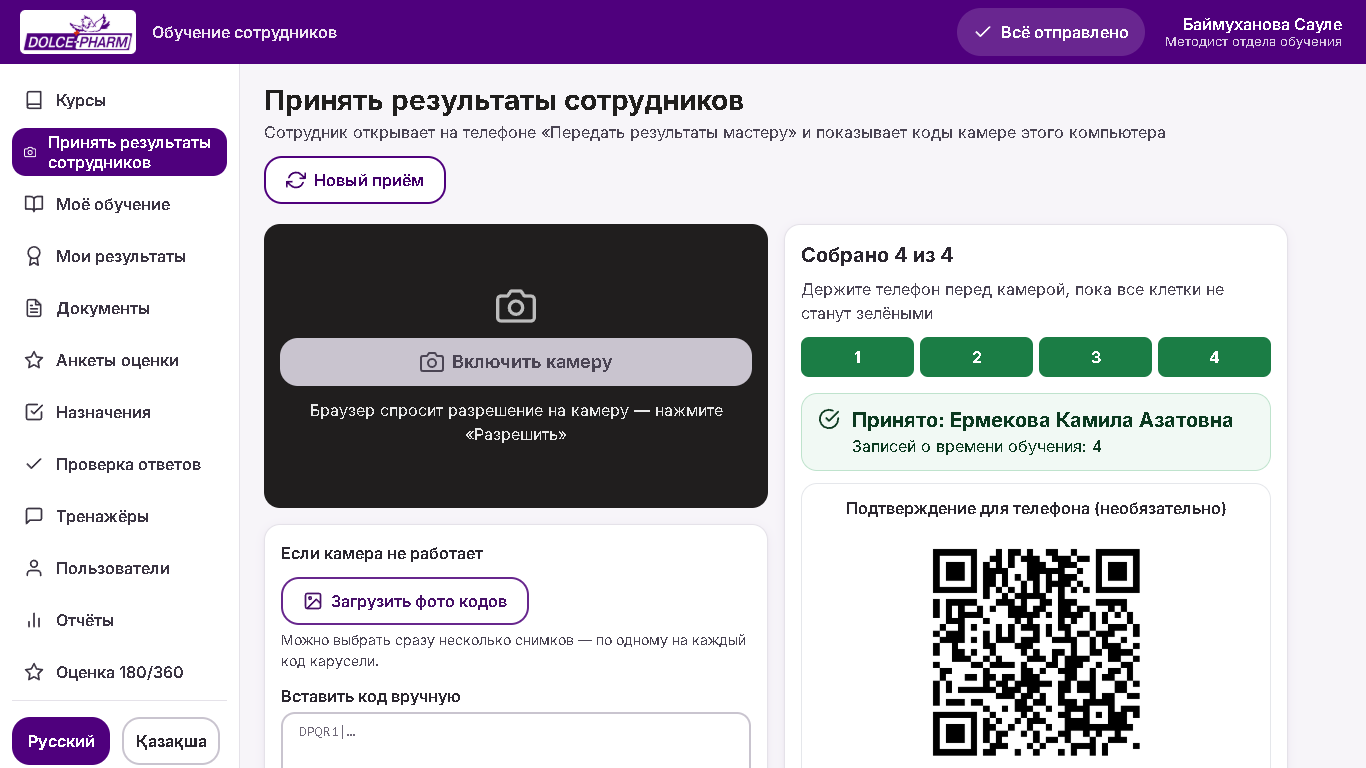 DOLCE-PHARM
Обучение сотрудников
Всё отправлено
Баймуханова Сауле
Методист отдела обучения
Курсы
Принять результаты
сотрудников
Моё обучение
Мои результаты
Документы
Анкеты оценки
Назначения
Проверка ответов
Тренажёры
Пользователи
Отчёты
Оценка 180/360
Русский
Қазақша
Принять результаты сотрудников
Сотрудник открывает на телефоне «Передать результаты мастеру» и показывает коды камере этого компьютера
Новый приём
Включить камеру
Браузер спросит разрешение на камеру — нажмите
«Разрешить»
Если камера не работает
Загрузить фото кодов
Можно выбрать сразу несколько снимков — по одному на каждый
код карусели.
Вставить код вручную
DPQR1|…
Собрано 4 из 4
Держите телефон перед камерой, пока все клетки не
станут зелёными
1 2 3 4
Принято: Ермекова Камила Азатовна
Записей о времени обучения: 4
Подтверждение для телефона (необязательно)